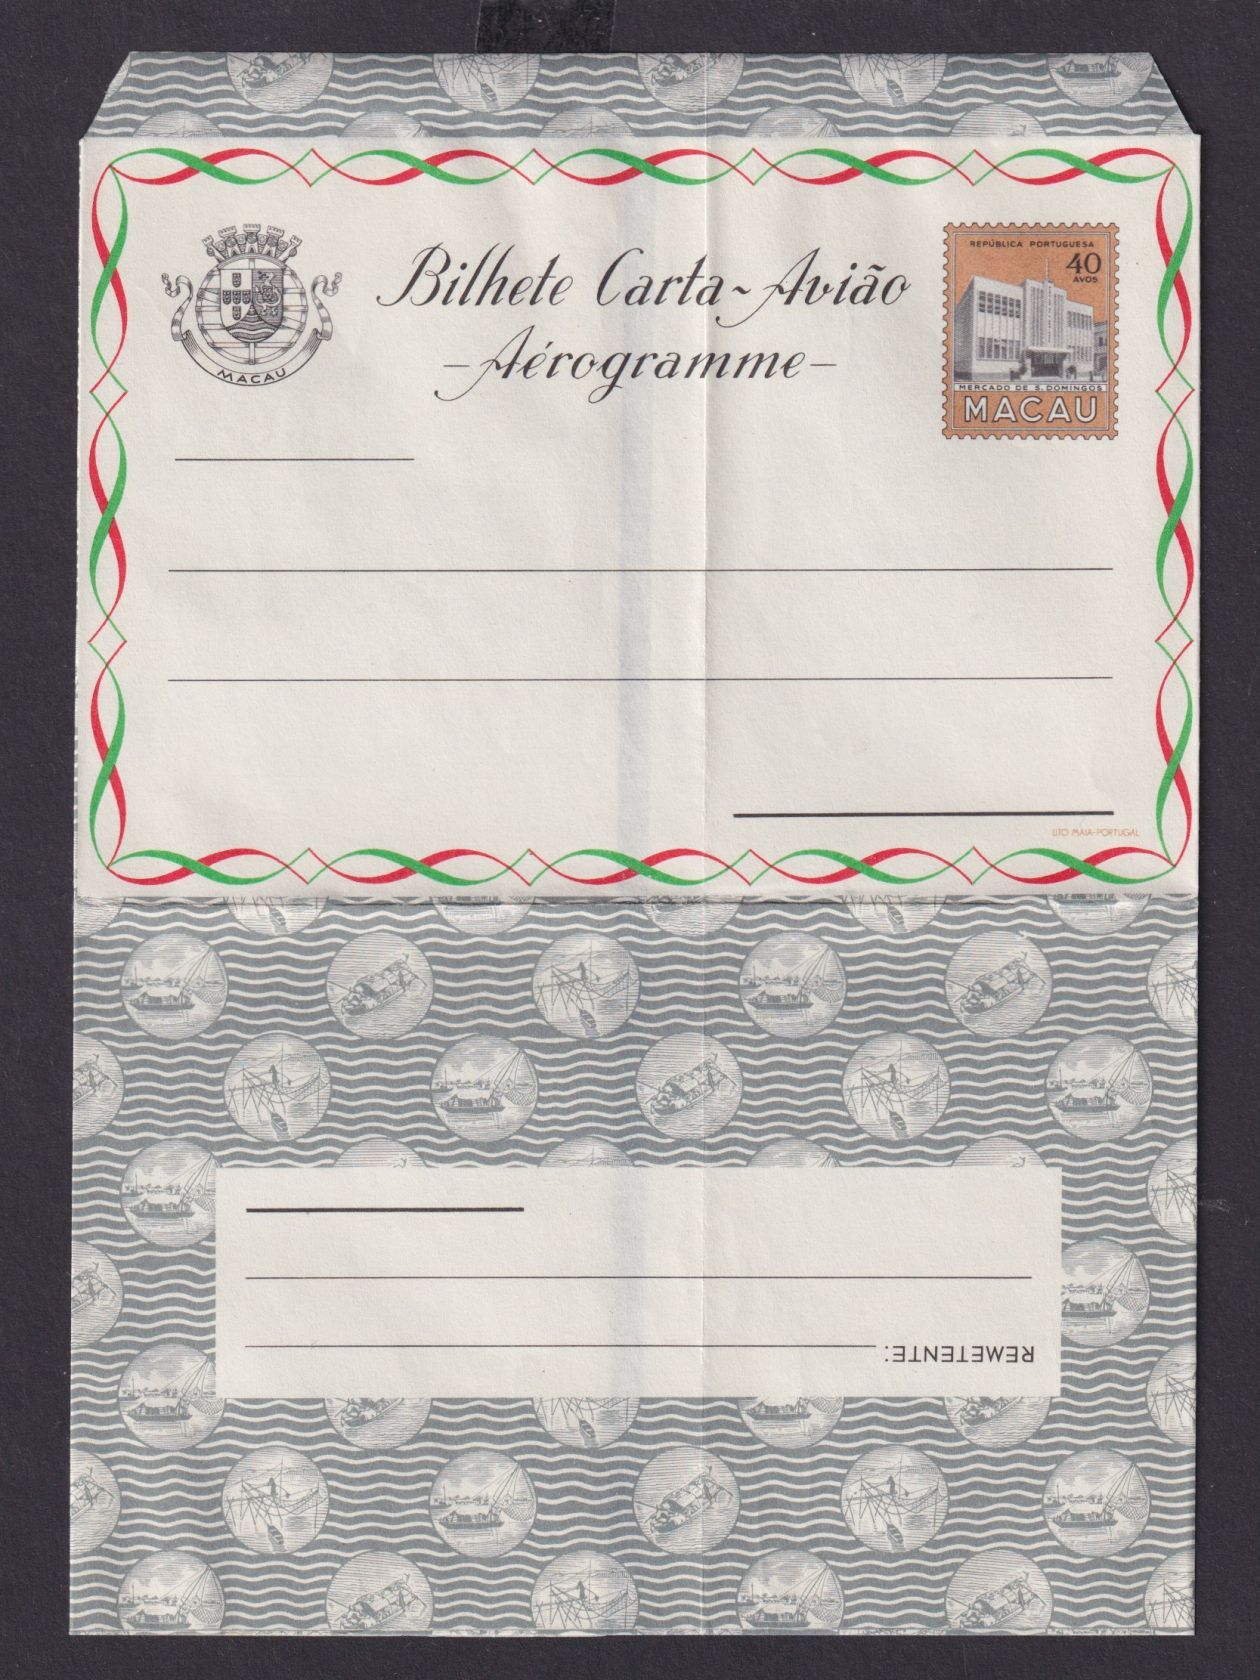 Bilhete Carta~Avião
-Aérogramme-
MACAU
REPÚBLICA PORTUGUESA
40
AVOS
MERCADO DE S. DOMINGOS
MACAU
LITO MAIA-PORTUGAL
REMETENTE: